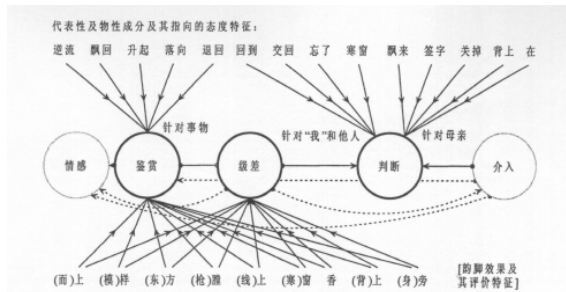 代表性及物性成分及其指向的态度特征：
逆流 飘回 升起 落向 退回 回到 交回 忘了 寒窗 飘来 签字 关掉 背上 在
针对事物 针对“我”和他人 针对母亲
情感 鉴赏 级差 判断 介入
(而)上 (模)样 (东)方 (枪)膛 (线)上 (寒)窗 香 (背)上 (身)旁
[韵脚效果及
其评价特征]